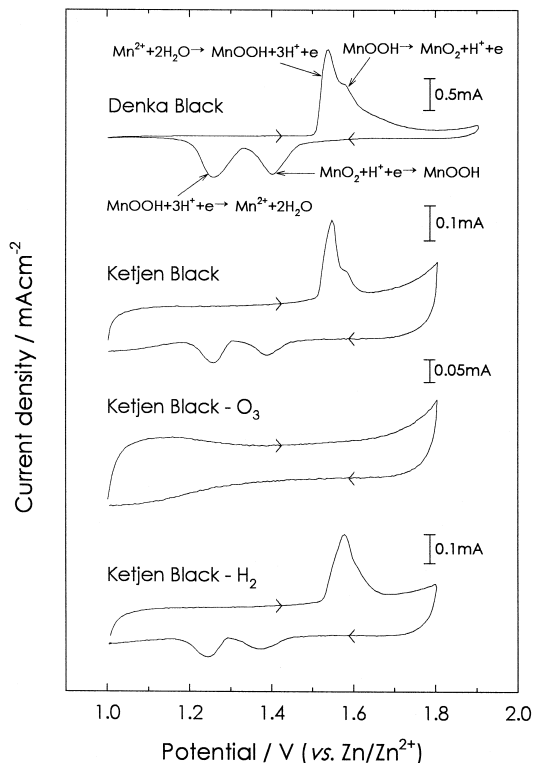 Mn²⁺+2H₂O→ MnOOH+3H⁺+e
MnOOH→ MnO₂+H⁺+e
Denka Black
0.5mA
MnO₂+H⁺+e→ MnOOH
MnOOH+3H⁺+e→ Mn²⁺+2H₂O
0.1mA
Ketjen Black
0.05mA
Ketjen Black - O₃
0.1mA
Ketjen Black - H₂
Current density / mAcm⁻²
1.0 1.2 1.4 1.6 1.8 2.0
Potential / V (vs. Zn/Zn²⁺)